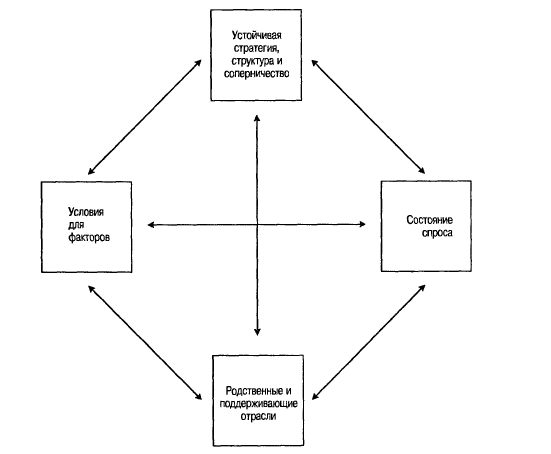 Устойчивая
стратегия,
структура и
соперничество
Условия
для
факторов
Состояние
спроса
Родственные и
поддерживающие
отрасли